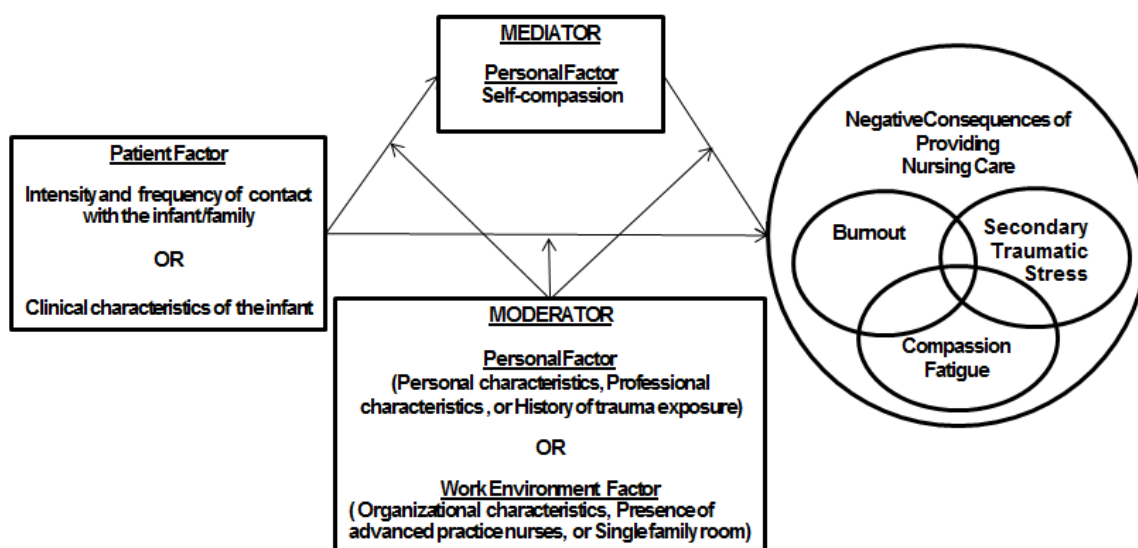 MEDIATOR
Personal Factor
Self-compassion
Patient Factor
Intensity and frequency of contact
with the infant/family
OR
Clinical characteristics of the infant
MODERATOR
Personal Factor
(Personal characteristics, Professional
characteristics , or History of trauma exposure)
OR
Work Environment Factor
( Organizational characteristics, Presence of
advanced practice nurses, or Single family room)
Negative Consequences of
Providing
Nursing Care
Burnout
Secondary
Traumatic
Stress
Compassion
Fatigue